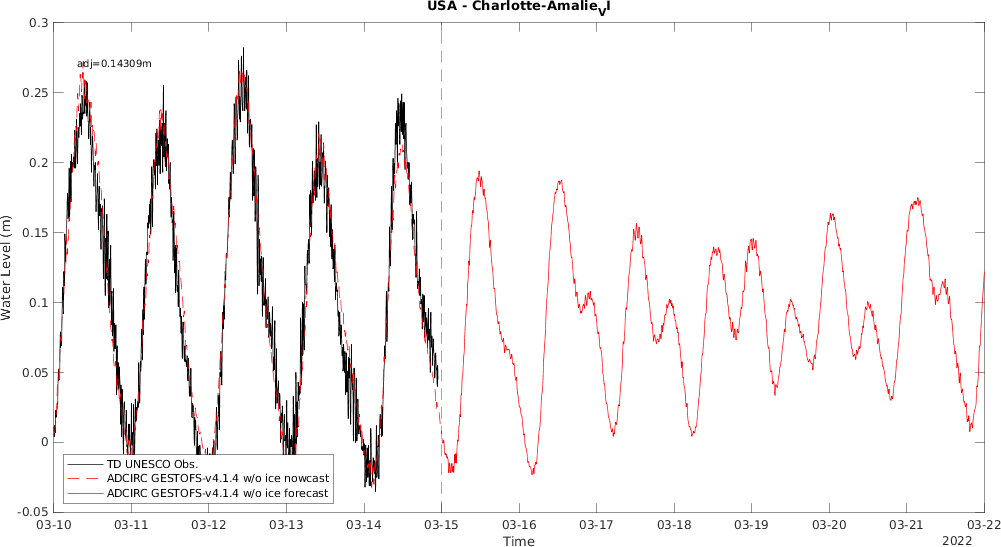 USA - Charlotte-Amalie_VI
0.3
adj=0.14309m
0.25
0.2
0.15
0.1
0.05
0
-0.05
Water Level (m)
TD UNESCO Obs.
ADCIRC GESTOFS-v4.1.4 w/o ice nowcast
ADCIRC GESTOFS-v4.1.4 w/o ice forecast
03-10 03-11 03-12 03-13 03-14 03-15 03-16 03-17 03-18 03-19 03-20 03-21 03-22
Time
2022